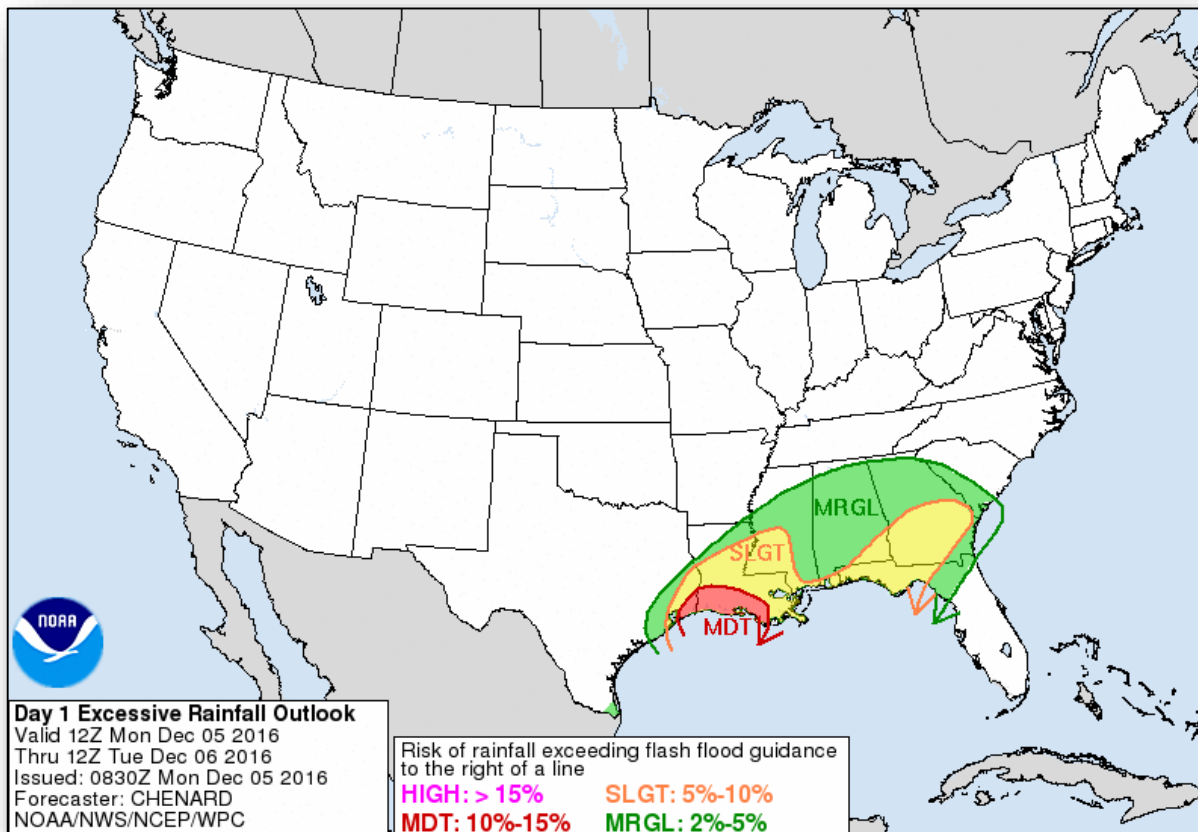 MRGL
SLGT
MDT
NOAA
Day 1 Excessive Rainfall Outlook
Valid 12Z Mon Dec 05 2016
Thru 12Z Tue Dec 06 2016
Issued: 0830Z Mon Dec 05 2016
Forecaster: CHENARD
NOAA/NWS/NCEP/WPC
Risk of rainfall exceeding flash flood guidance
to the right of a line
HIGH: > 15% SLGT: 5%-10%
MDT: 10%-15% MRGL: 2%-5%